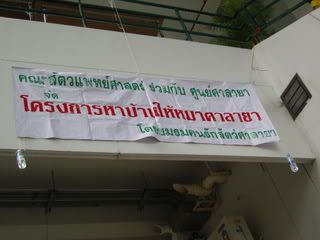 คณะสัตวแพทย์ศาสตร์ ร่วมกับ ศูนย์ศาลายา
จัด
โครงการหาบ้านให้หมาศาลายา
โดยชมรมคนรักสัตว์ศาลายา